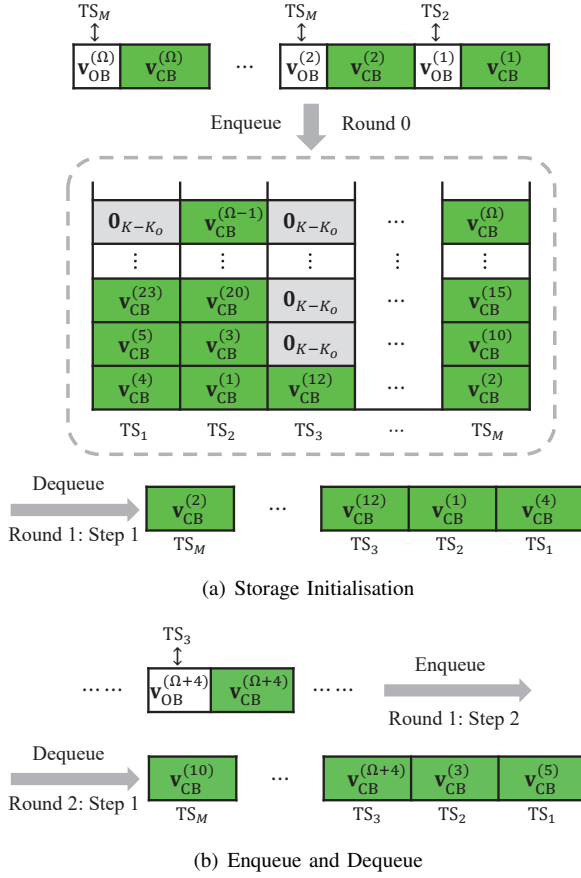 TS_M TS_M TS_2
v_OB^(Ω) v_CB^(Ω) ... v_OB^(2) v_CB^(2) v_OB^(1) v_CB^(1)
Enqueue Round 0
0_{K−K_o} v_CB^(Ω−1) 0_{K−K_o} ... v_CB^(Ω)
⋮ ⋮ ⋮ ⋮
v_CB^(23) v_CB^(20) 0_{K−K_o} ... v_CB^(15)
v_CB^(5) v_CB^(3) 0_{K−K_o} ... v_CB^(10)
v_CB^(4) v_CB^(1) v_CB^(12) ... v_CB^(2)
TS_1 TS_2 TS_3 ... TS_M
Dequeue
v_CB^(2) ... v_CB^(12) v_CB^(1) v_CB^(4)
Round 1: Step 1
TS_M TS_3 TS_2 TS_1
(a) Storage Initialisation
TS_3
...... v_OB^(Ω+4) v_CB^(Ω+4) ...... Enqueue
Round 1: Step 2
Dequeue
v_CB^(10) ... v_CB^(Ω+4) v_CB^(3) v_CB^(5)
Round 2: Step 1
TS_M TS_3 TS_2 TS_1
(b) Enqueue and Dequeue